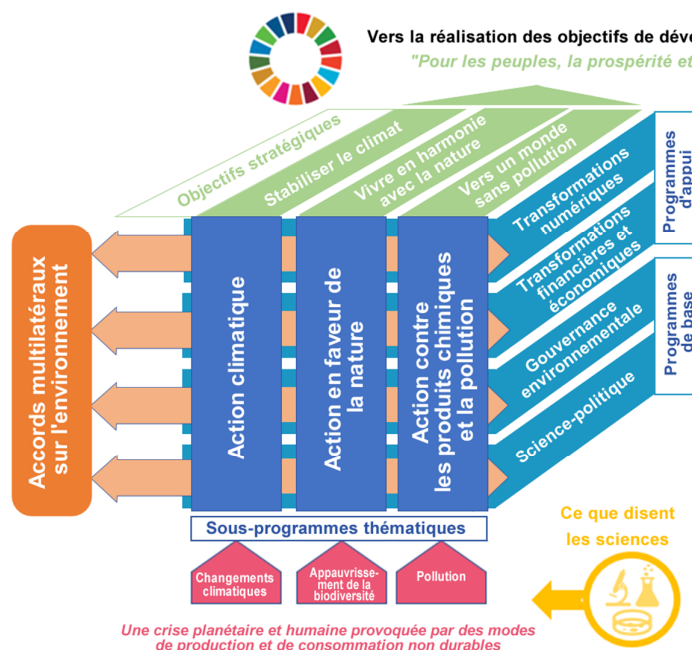 Vers la réalisation des objectifs de déve
"Pour les peuples, la prospérité et
Objectifs stratégiques
Stabiliser le climat
Vivre en harmonie
avec la nature
Vers un monde
sans pollution
Transformations
numériques
Transformations
financières et
économiques
Gouvernance
environnementale
Science-politique
Programmes
d'appui
Programmes
de base
Accords multilatéraux
sur l'environnement
Action climatique
Action en faveur de
la nature
Action contre
les produits chimiques
et la pollution
Sous-programmes thématiques
Changements
climatiques
Appauvrisse-
ment de la
biodiversité
Pollution
Ce que disent
les sciences
Une crise planétaire et humaine provoquée par des modes
de production et de consommation non durables